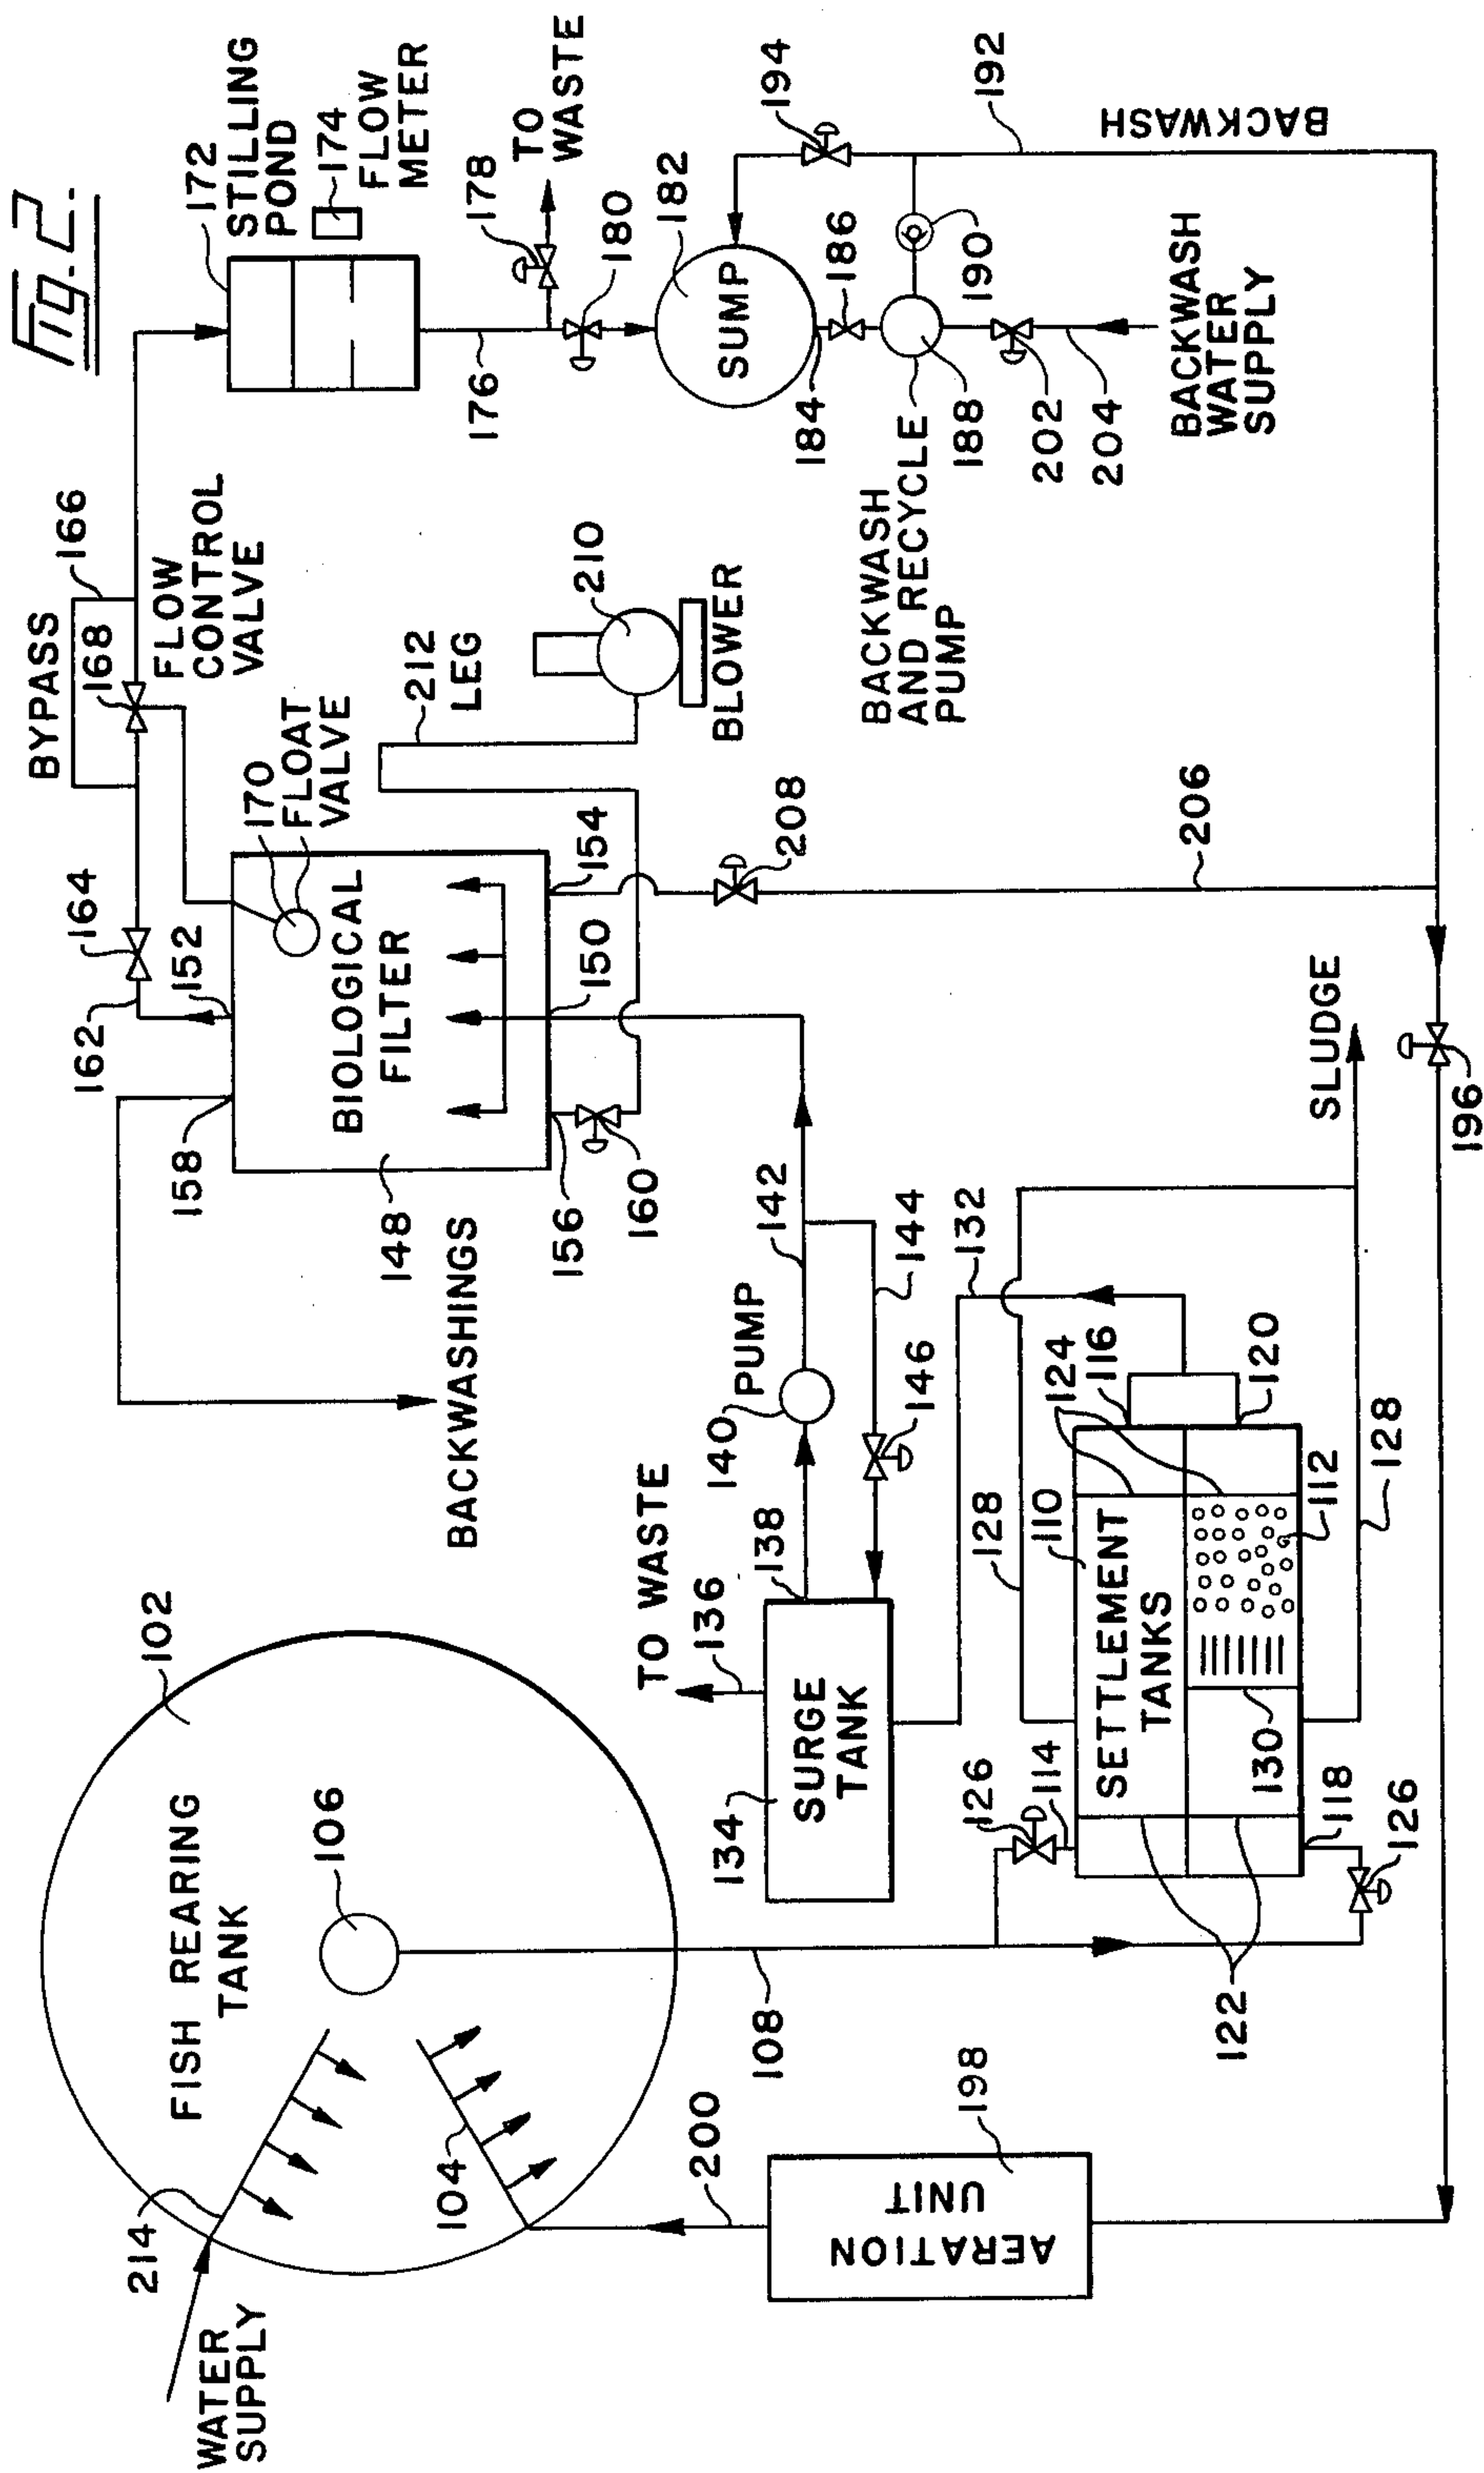 Fig. 2.
WATER
SUPPLY
214
FISH REARING
TANK
102
106
104
108
200
AERATION
UNIT
198
BACKWASHINGS
158
162
152
164
BYPASS
166
168
FLOW
CONTROL
VALVE
170
FLOAT
VALVE
BIOLOGICAL
FILTER
148
150
154
156
160
212
LEG
210
BLOWER
208
206
172
STILLING
POND
174
FLOW
METER
176
178
TO
WASTE
180
182
SUMP
184
186
188
190
194
192
BACKWASH
BACKWASH
AND RECYCLE
PUMP
202
204
BACKWASH
WATER
SUPPLY
TO WASTE
136
134
SURGE
TANK
138
140
PUMP
142
144
146
132
126
114
128
110
SETTLEMENT
TANKS
124
116
120
112
130
118
126
122
128
SLUDGE
196